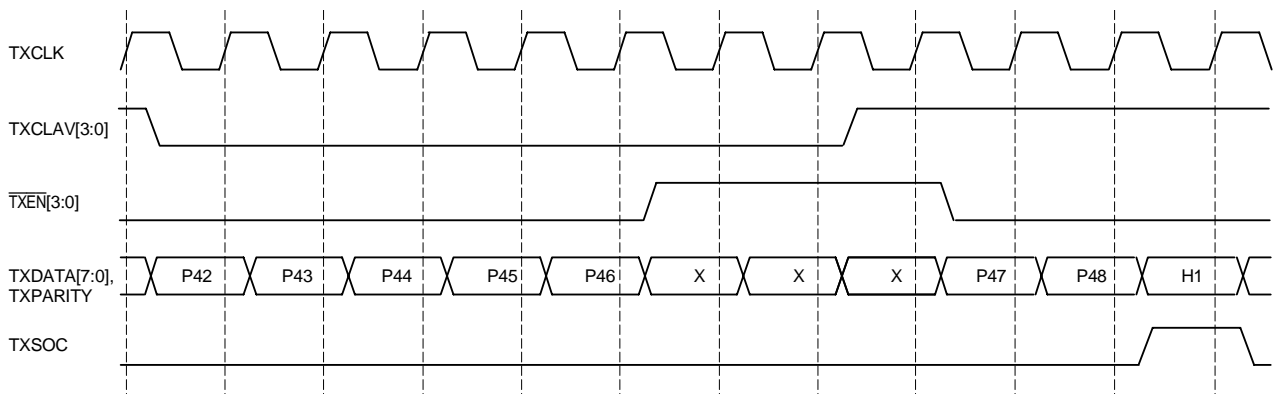 TXCLK
TXCLAV[3:0]
TXEN[3:0]
TXDATA[7:0], P42 P43 P44 P45 P46 X X X P47 P48 H1
TXPARITY
TXSOC